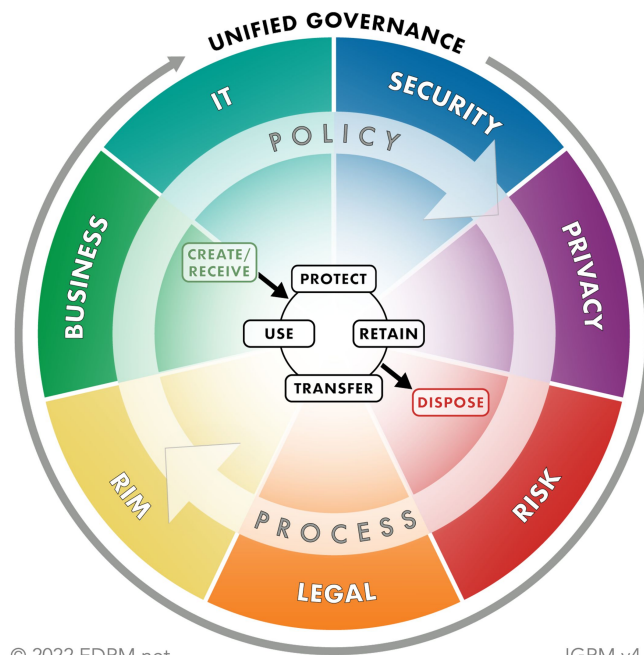 UNIFIED GOVERNANCE
IT
SECURITY
POLICY
BUSINESS
PRIVACY
CREATE/
RECEIVE
PROTECT
USE
RETAIN
TRANSFER
DISPOSE
RIM
RISK
PROCESS
LEGAL